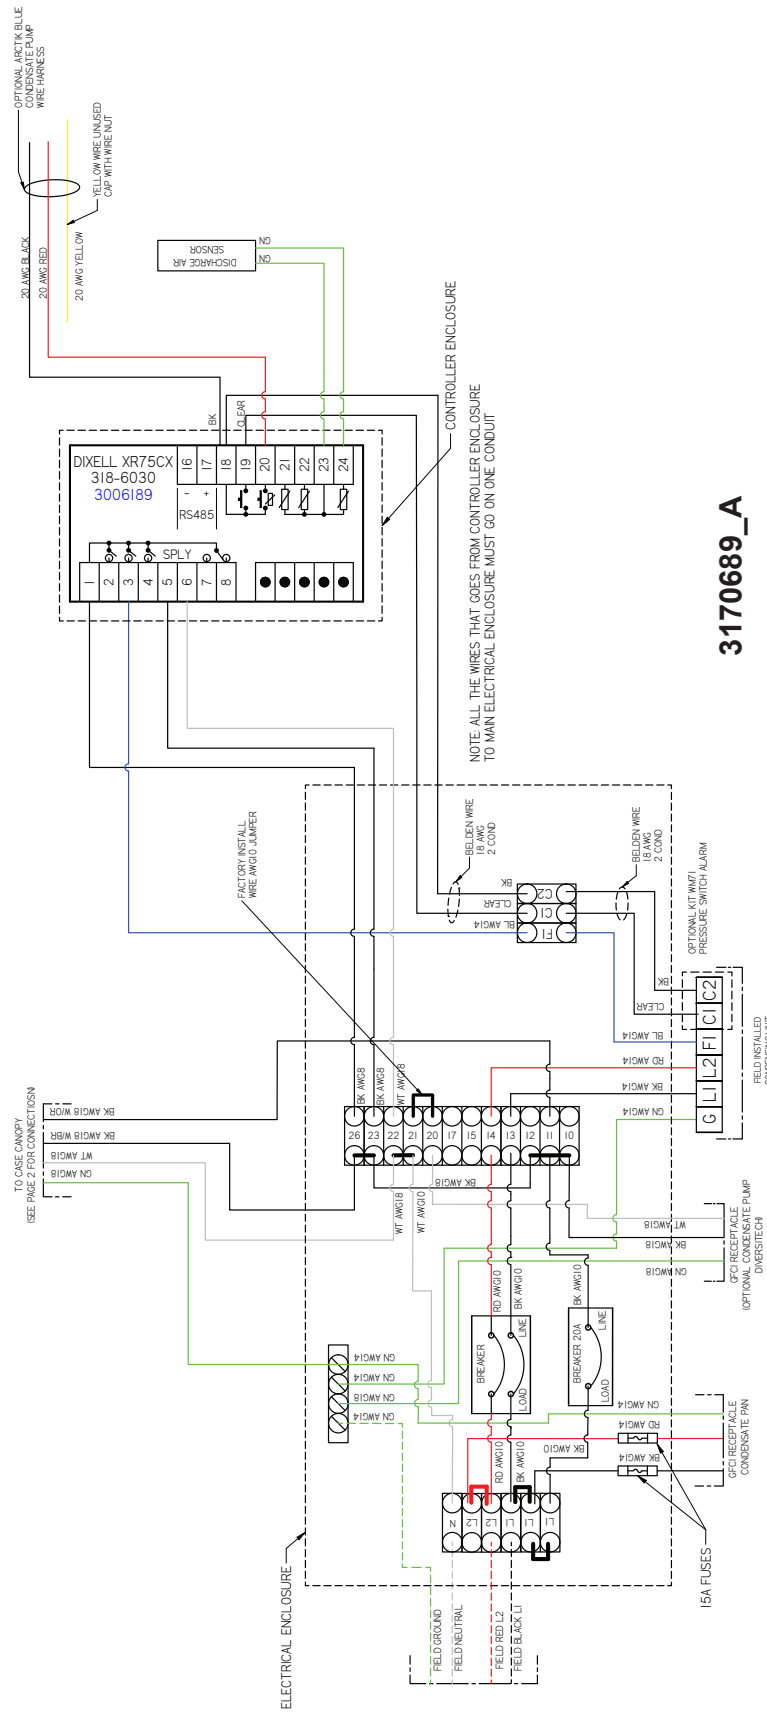 OPTIONAL ARCTIK BLUE
CONDENSATE PUMP
WIRE HARNESS
20 AWG BLACK
20 AWG RED
20 AWG YELLOW
YELLOW WIRE UNUSED
CAP WITH WIRE NUT
DISCHARGE AIR
SENSOR
GN
GN
CONTROLLER ENCLOSURE
BK
CLEAR
DIXELL XR75CX
318-6030
3006189
16
17
18
19
20
21
22
23
24
- +
RS485
SPLY
1
2
3
4
5
6
7
8
NOTE: ALL THE WIRES THAT GOES FROM CONTROLLER ENCLOSURE
TO MAIN ELECTRICAL ENCLOSURE MUST GO ON ONE CONDUIT
3170689_A
FACTORY INSTALL
WIRE AWG10 JUMPER
BELDEN WIRE
18 AWG
2 COND
BK
CLEAR
BL AWG14
C2
C1
F1
BELDEN WIRE
18 AWG
2 COND
OPTIONAL KIT WM71
PRESSURE SWITCH ALARM
BK
CLEAR
BL AWG14
RD AWG14
BK AWG14
GN AWG14
G
L1
L2
F1
C1
C2
FIELD INSTALLED
TO CASE CANOPY
(SEE PAGE 2 FOR CONNECTIOSN)
BK AWG18 W/OR
BK AWG18 W/BR
WT AWG18
GN AWG18
BK AWG8
BK AWG8
WT AWG18
26
23
22
21
20
17
15
14
13
12
11
10
WT AWG18
WT AWG10
BK AWG18
RD AWG10
BK AWG10
BK AWG10
WT AWG18
BK AWG18
GN AWG18
GFCI RECEPTACLE
(OPTIONAL CONDENSATE PUMP
DIVERSITECH)
GN AWG14
GN AWG14
GN AWG18
GN AWG14
BREAKER
LINE
LOAD
BREAKER 20A
LINE
LOAD
RD AWG10
BK AWG10
BK AWG10
GN AWG14
RD AWG14
BK AWG14
GFCI RECEPTACLE
CONDENSATE PAN
15A FUSES
N
L2
L2
L1
L1
L1
ELECTRICAL ENCLOSURE
FIELD GROUND
FIELD NEUTRAL
FIELD RED L2
FIELD BLACK L1